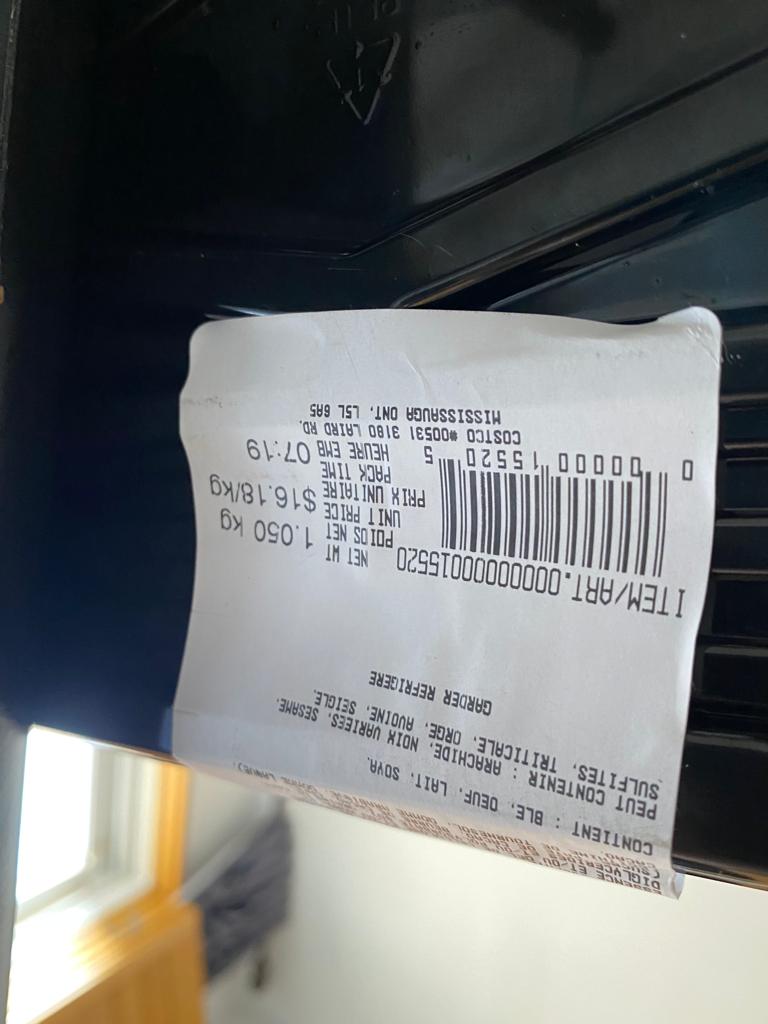 CACAO,
CONTIENT : BLE, OEUF, LAIT, SOYA.
PEUT CONTENIR : ARACHIDE, NOIX VARIEES, SESAME,
SULFITES, TRITICALE, ORGE, AVOINE, SEIGLE.
GARDER REFRIGERE
ITEM/ART.0000000015520
NET WT
POIDS NET 1.050 kg
UNIT PRICE
PRIX UNITAIRE $16.18/kg
PACK TIME
HEURE EMB 07:19
0 00000 15520 5
COSTCO #00531 3180 LAIRD RD.
MISSISSAUGA ONT. L5L 6A5
1